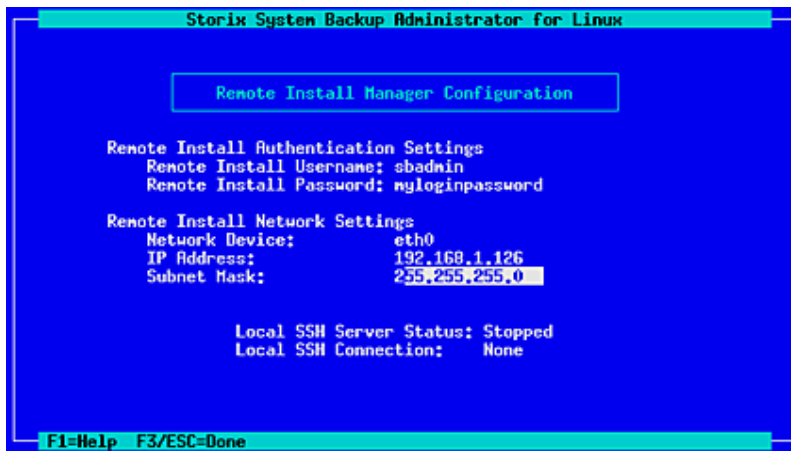 Storix System Backup Administrator for Linux
Remote Install Manager Configuration
Remote Install Authentication Settings
Remote Install Username: sbadmin
Remote Install Password: myloginpassword
Remote Install Network Settings
Network Device: eth0
IP Address: 192.168.1.126
Subnet Mask: 255.255.255.0
Local SSH Server Status: Stopped
Local SSH Connection: None
F1=Help F3/ESC=Done